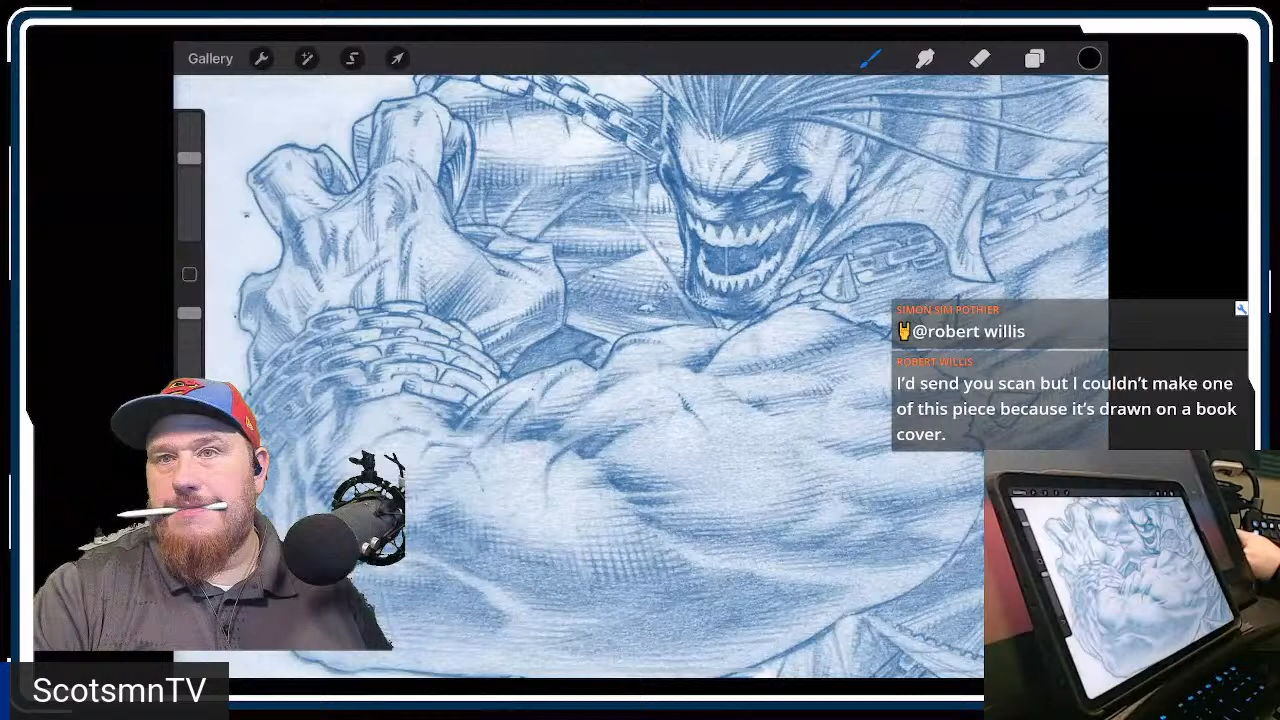 Gallery
SIMON SIM POTHIER
@robert willis
ROBERT WILLIS
I'd send you scan but I couldn't make one
of this piece because it's drawn on a book
cover.
ScotsmnTV